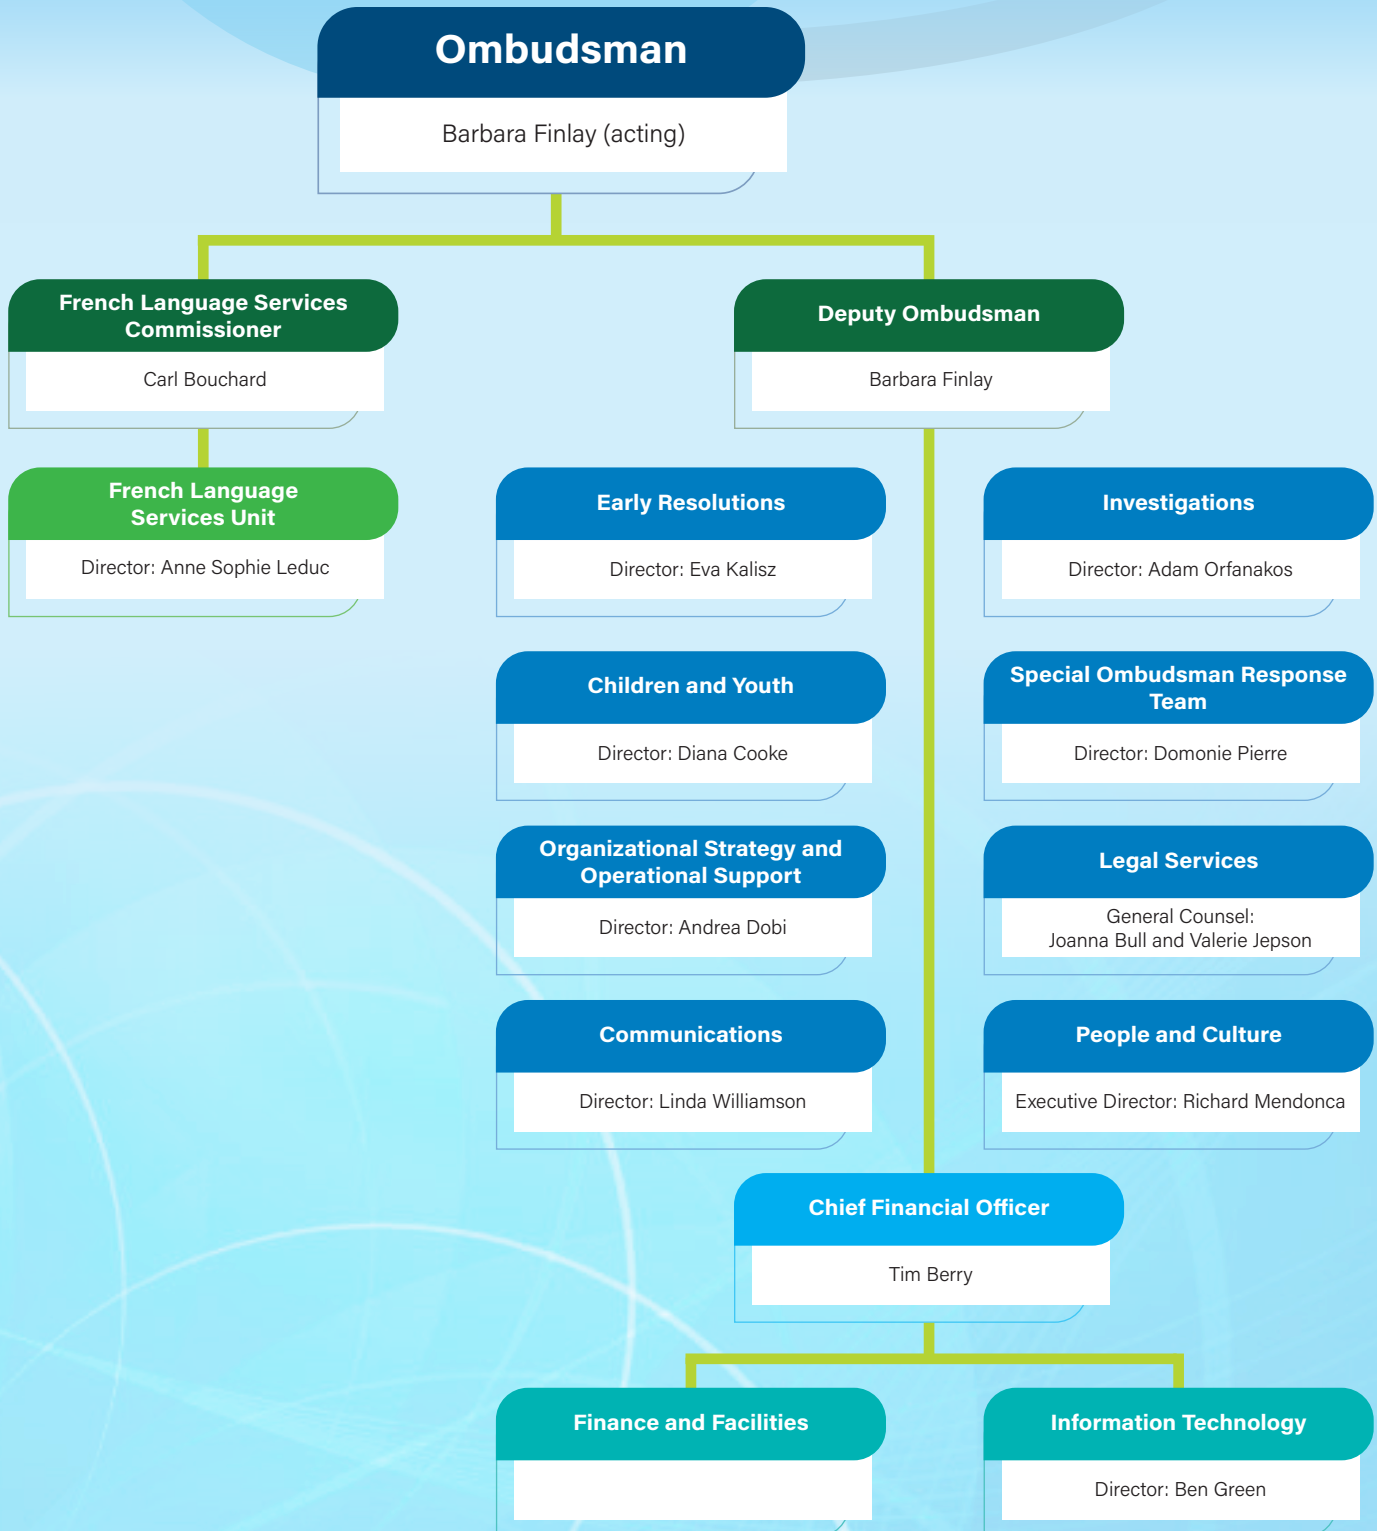 Ombudsman
Barbara Finlay (acting)
French Language Services
Commissioner
Carl Bouchard
Deputy Ombudsman
Barbara Finlay
French Language
Services Unit
Director: Anne Sophie Leduc
Early Resolutions
Director: Eva Kalisz
Investigations
Director: Adam Orfanakos
Children and Youth
Director: Diana Cooke
Special Ombudsman Response
Team
Director: Domonie Pierre
Organizational Strategy and
Operational Support
Director: Andrea Dobi
Legal Services
General Counsel:
Joanna Bull and Valerie Jepson
Communications
Director: Linda Williamson
People and Culture
Executive Director: Richard Mendonca
Chief Financial Officer
Tim Berry
Finance and Facilities
Information Technology
Director: Ben Green